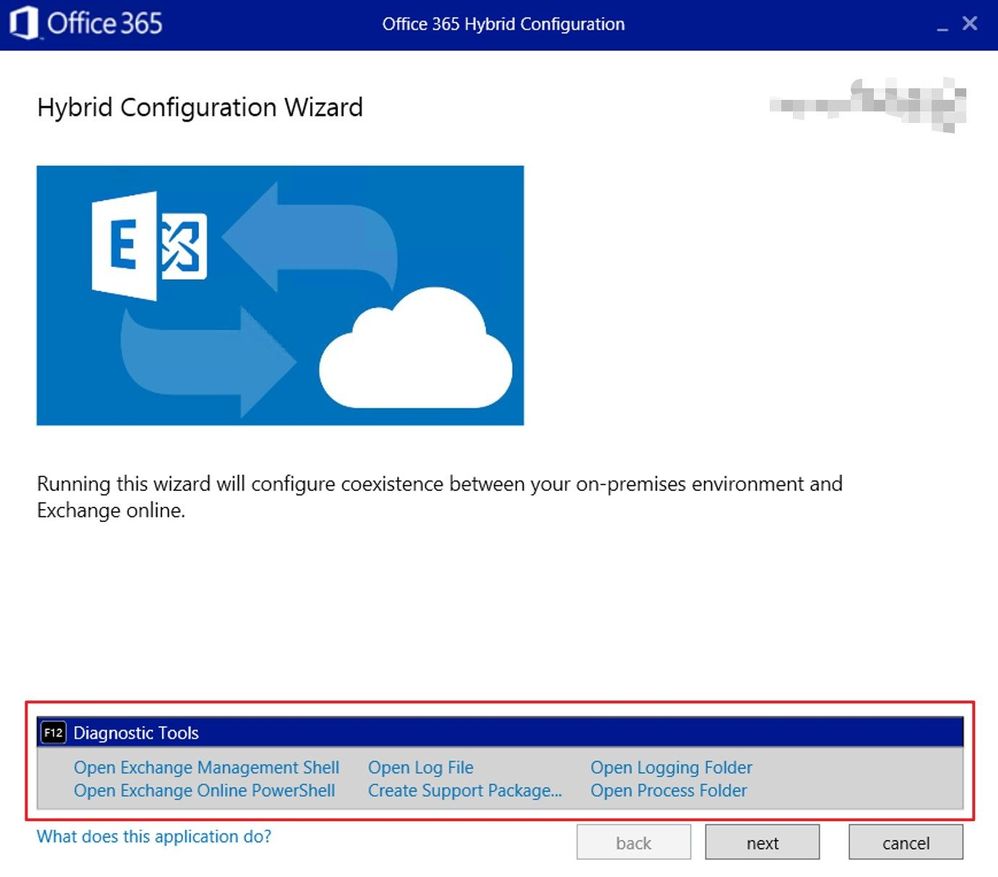 Office 365
Office 365 Hybrid Configuration
Hybrid Configuration Wizard
E
Running this wizard will configure coexistence between your on-premises environment and
Exchange online.
F12 Diagnostic Tools
Open Exchange Management Shell Open Log File Open Logging Folder
Open Exchange Online PowerShell Create Support Package... Open Process Folder
What does this application do?
back next cancel